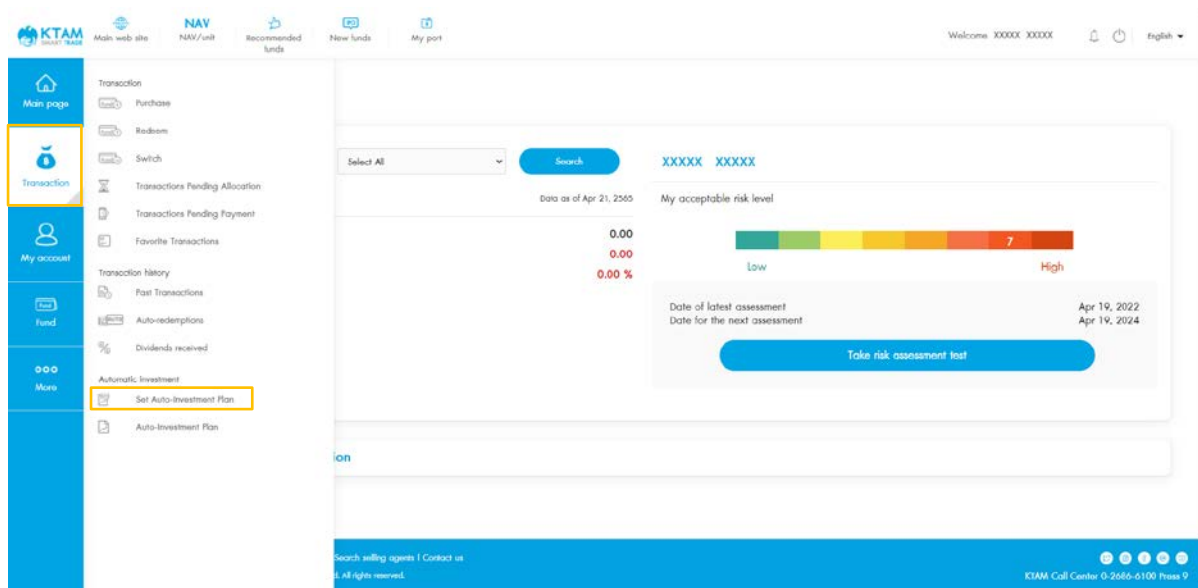 KTAM
SMART TRADE
Main web site
NAV
NAV/unit
Recommended
funds
New funds
My port
Welcome XXXXX XXXXX
English
Main page
Transaction
My account
Fund
Fund
More
Transaction
Purchase
Redeem
Switch
Transactions Pending Allocation
Transactions Pending Payment
Favorite Transactions
Transaction history
Past Transactions
Auto-redemptions
Dividends received
Automatic Investment
Set Auto-Investment Plan
Auto-Investment Plan
Select All
Search
Data as of Apr 21, 2565
0.00
0.00
0.00 %
XXXXX XXXXX
My acceptable risk level
7
Low
High
Date of latest assessment
Apr 19, 2022
Date for the next assessment
Apr 19, 2024
Take risk assessment test
ion
Search selling agents | Contact us
d. All rights reserved.
KTAM Call Center 0-2686-6100 Press 9